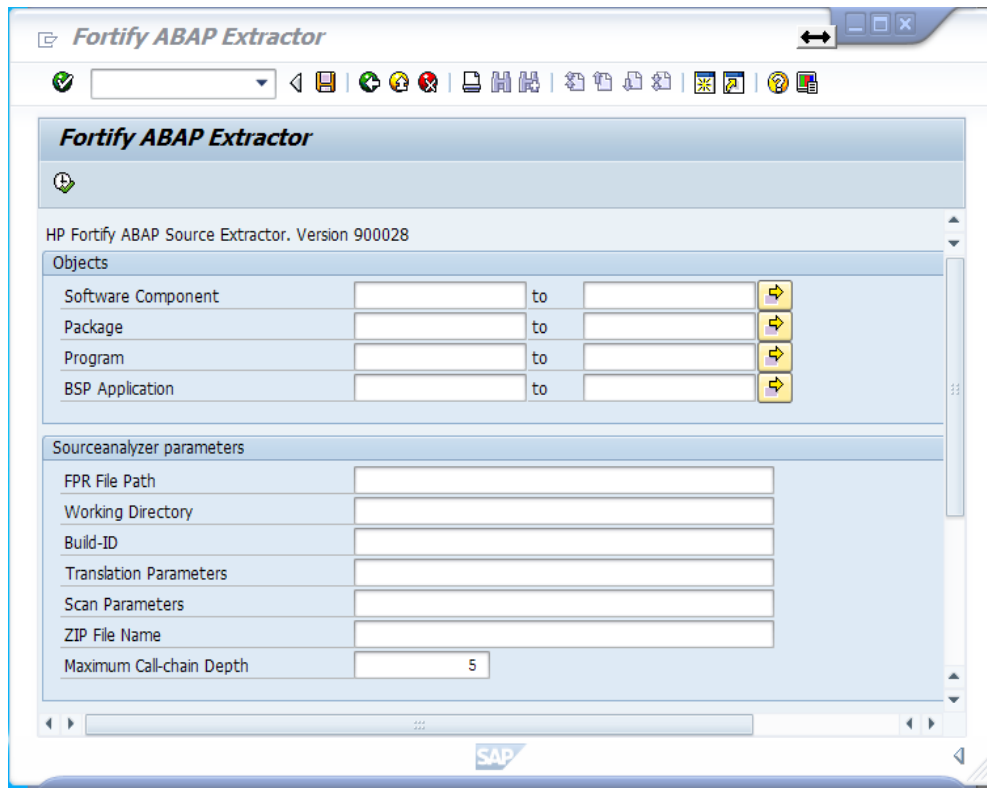 Fortify ABAP Extractor
Fortify ABAP Extractor
HP Fortify ABAP Source Extractor. Version 900028
Objects
Software Component to
Package to
Program to
BSP Application to
Sourceanalyzer parameters
FPR File Path
Working Directory
Build-ID
Translation Parameters
Scan Parameters
ZIP File Name
Maximum Call-chain Depth 5
SAP